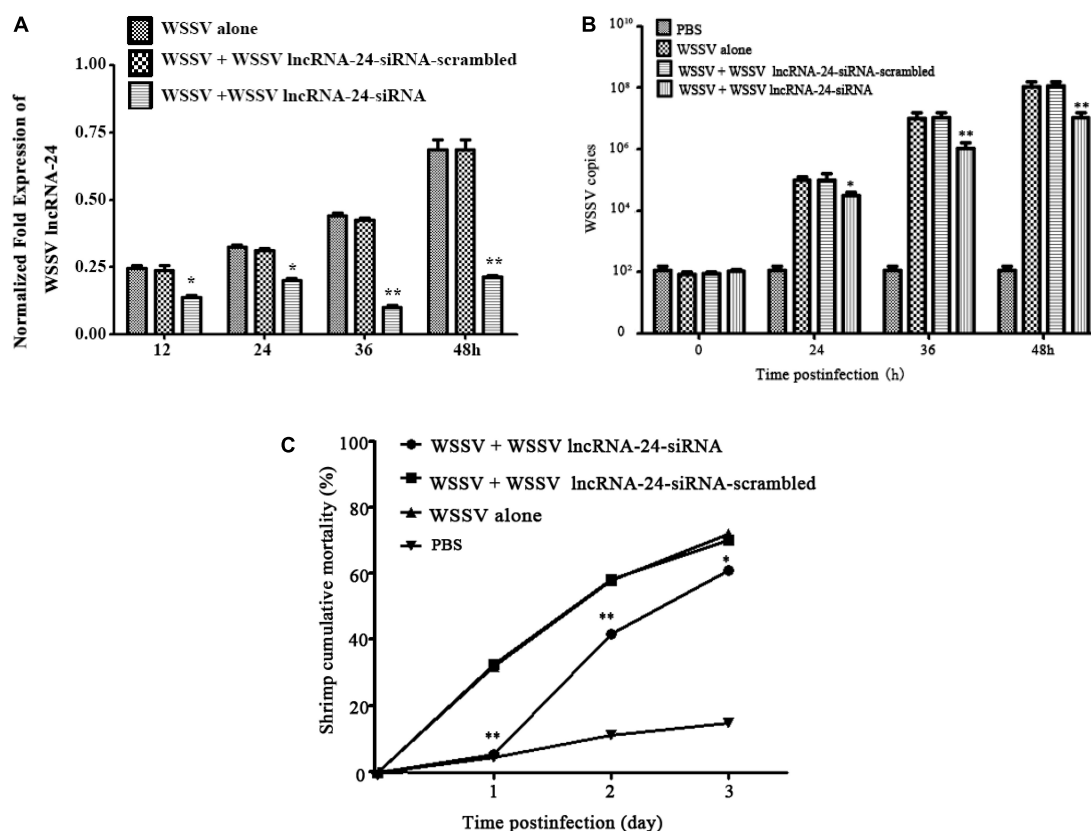 A
WSSV alone
WSSV + WSSV lncRNA-24-siRNA-scrambled
WSSV +WSSV lncRNA-24-siRNA
Normalized Fold Expression of
WSSV lncRNA-24
1.00
0.75
0.50
0.25
0.00
*
*
**
**
12
24
36
48h
B
PBS
WSSV alone
WSSV + WSSV lncRNA-24-siRNA-scrambled
WSSV + WSSV lncRNA-24-siRNA
WSSV copies
10¹⁰
10⁸
10⁶
10⁴
10²
0
*
**
**
0
24
36
48h
Time postinfection (h)
C
WSSV + WSSV lncRNA-24-siRNA
WSSV + WSSV lncRNA-24-siRNA-scrambled
WSSV alone
PBS
Shrimp cumulative mortality (%)
100
80
60
40
20
0
**
**
*
1
2
3
Time postinfection (day)